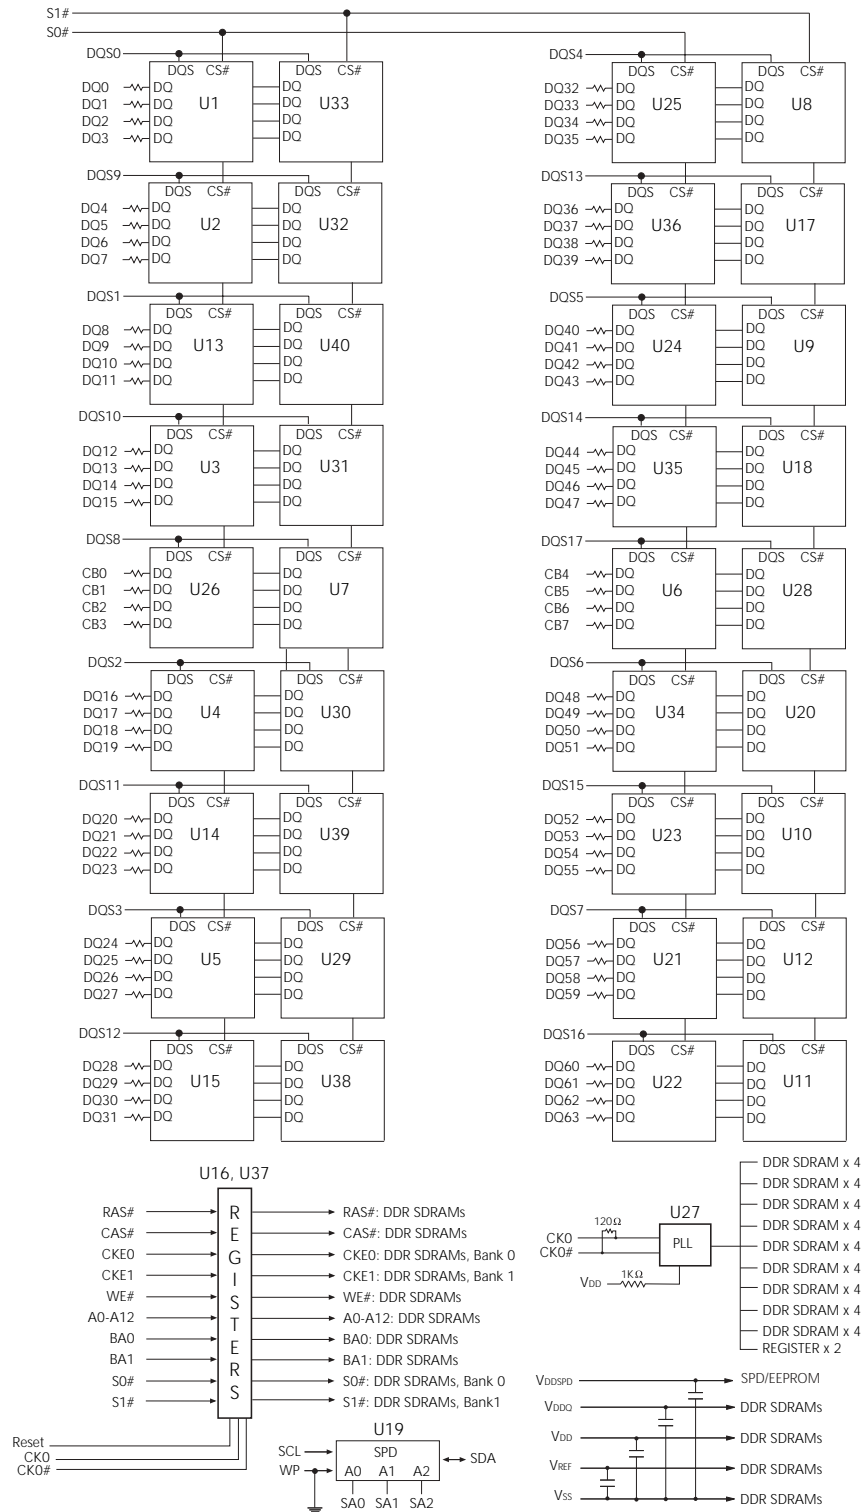 S1#
S0#
DQS0
DQS CS# DQS CS#
DQ0 DQ U1 DQ U33
DQ1 DQ DQ
DQ2 DQ DQ
DQ3 DQ DQ
DQS9
DQS CS# DQS CS#
DQ4 DQ U2 DQ U32
DQ5 DQ DQ
DQ6 DQ DQ
DQ7 DQ DQ
DQS1
DQS CS# DQS CS#
DQ8 DQ U13 DQ U40
DQ9 DQ DQ
DQ10 DQ DQ
DQ11 DQ DQ
DQS10
DQS CS# DQS CS#
DQ12 DQ U3 DQ U31
DQ13 DQ DQ
DQ14 DQ DQ
DQ15 DQ DQ
DQS8
DQS CS# DQS CS#
CB0 DQ U26 DQ U7
CB1 DQ DQ
CB2 DQ DQ
CB3 DQ DQ
DQS2
DQS CS# DQS CS#
DQ16 DQ U4 DQ U30
DQ17 DQ DQ
DQ18 DQ DQ
DQ19 DQ DQ
DQS11
DQS CS# DQS CS#
DQ20 DQ U14 DQ U39
DQ21 DQ DQ
DQ22 DQ DQ
DQ23 DQ DQ
DQS3
DQS CS# DQS CS#
DQ24 DQ U5 DQ U29
DQ25 DQ DQ
DQ26 DQ DQ
DQ27 DQ DQ
DQS12
DQS CS# DQS CS#
DQ28 DQ U15 DQ U38
DQ29 DQ DQ
DQ30 DQ DQ
DQ31 DQ DQ
DQS4
DQS CS# DQS CS#
DQ32 DQ U25 DQ U8
DQ33 DQ DQ
DQ34 DQ DQ
DQ35 DQ DQ
DQS13
DQS CS# DQS CS#
DQ36 DQ U36 DQ U17
DQ37 DQ DQ
DQ38 DQ DQ
DQ39 DQ DQ
DQS5
DQS CS# DQS CS#
DQ40 DQ U24 DQ U9
DQ41 DQ DQ
DQ42 DQ DQ
DQ43 DQ DQ
DQS14
DQS CS# DQS CS#
DQ44 DQ U35 DQ U18
DQ45 DQ DQ
DQ46 DQ DQ
DQ47 DQ DQ
DQS17
DQS CS# DQS CS#
CB4 DQ U6 DQ U28
CB5 DQ DQ
CB6 DQ DQ
CB7 DQ DQ
DQS6
DQS CS# DQS CS#
DQ48 DQ U34 DQ U20
DQ49 DQ DQ
DQ50 DQ DQ
DQ51 DQ DQ
DQS15
DQS CS# DQS CS#
DQ52 DQ U23 DQ U10
DQ53 DQ DQ
DQ54 DQ DQ
DQ55 DQ DQ
DQS7
DQS CS# DQS CS#
DQ56 DQ U21 DQ U12
DQ57 DQ DQ
DQ58 DQ DQ
DQ59 DQ DQ
DQS16
DQS CS# DQS CS#
DQ60 DQ U22 DQ U11
DQ61 DQ DQ
DQ62 DQ DQ
DQ63 DQ DQ
U16, U37
REGISTERS
RAS# RAS#: DDR SDRAMs
CAS# CAS#: DDR SDRAMs
CKE0 CKE0: DDR SDRAMs, Bank 0
CKE1 CKE1: DDR SDRAMs, Bank 1
WE# WE#: DDR SDRAMs
A0-A12 A0-A12: DDR SDRAMs
BA0 BA0: DDR SDRAMs
BA1 BA1: DDR SDRAMs
S0# S0#: DDR SDRAMs, Bank 0
S1# S1#: DDR SDRAMs, Bank1
Reset
CK0
CK0#
U19
SCL SPD SDA
WP A0 A1 A2
SA0 SA1 SA2
U27
120Ω
CK0
CK0#
PLL
VDD 1KΩ
DDR SDRAM x 4
DDR SDRAM x 4
DDR SDRAM x 4
DDR SDRAM x 4
DDR SDRAM x 4
DDR SDRAM x 4
DDR SDRAM x 4
DDR SDRAM x 4
DDR SDRAM x 4
REGISTER x 2
VDDSPD SPD/EEPROM
VDDQ DDR SDRAMs
VDD DDR SDRAMs
VREF DDR SDRAMs
VSS DDR SDRAMs